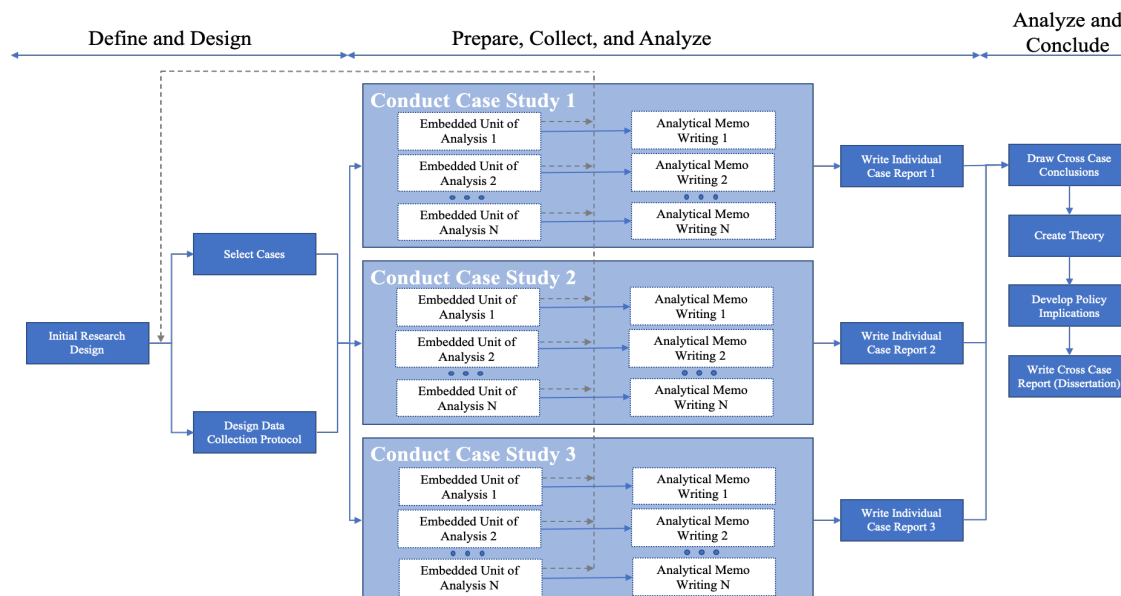 Define and Design
Prepare, Collect, and Analyze
Analyze and
Conclude
Initial Research
Design
Select Cases
Design Data
Collection Protocol
Conduct Case Study 1
Embedded Unit of
Analysis 1
Analytical Memo
Writing 1
Embedded Unit of
Analysis 2
Analytical Memo
Writing 2
Embedded Unit of
Analysis N
Analytical Memo
Writing N
Conduct Case Study 2
Embedded Unit of
Analysis 1
Analytical Memo
Writing 1
Embedded Unit of
Analysis 2
Analytical Memo
Writing 2
Embedded Unit of
Analysis N
Analytical Memo
Writing N
Conduct Case Study 3
Embedded Unit of
Analysis 1
Analytical Memo
Writing 1
Embedded Unit of
Analysis 2
Analytical Memo
Writing 2
Embedded Unit of
Analysis N
Analytical Memo
Writing N
Write Individual
Case Report 1
Write Individual
Case Report 2
Write Individual
Case Report 3
Draw Cross Case
Conclusions
Create Theory
Develop Policy
Implications
Write Cross Case
Report (Dissertation)